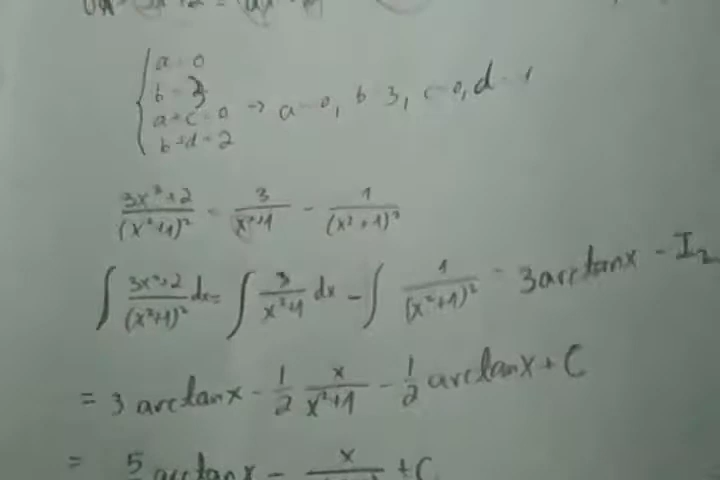 a = 0
b = 3
a + c = 0 → a = 0, b = 3, c = 0, d = -1
b + d = 2
3x² + 2 / (x²+1)² = 3 / x²+1 - 1 / (x²+1)²
∫ 3x²+2 / (x²+1)² dx = ∫ 3 / x²+1 dx - ∫ 1 / (x²+1)² = 3 arctan x - I₂
= 3 arctan x - 1/2 x / x²+1 - 1/2 arctan x + C
= 5 arctan x - x + C